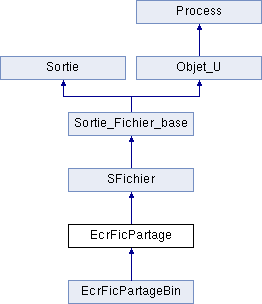 Process
Sortie
Objet_U
Sortie_Fichier_base
SFichier
EcrFicPartage
EcrFicPartageBin